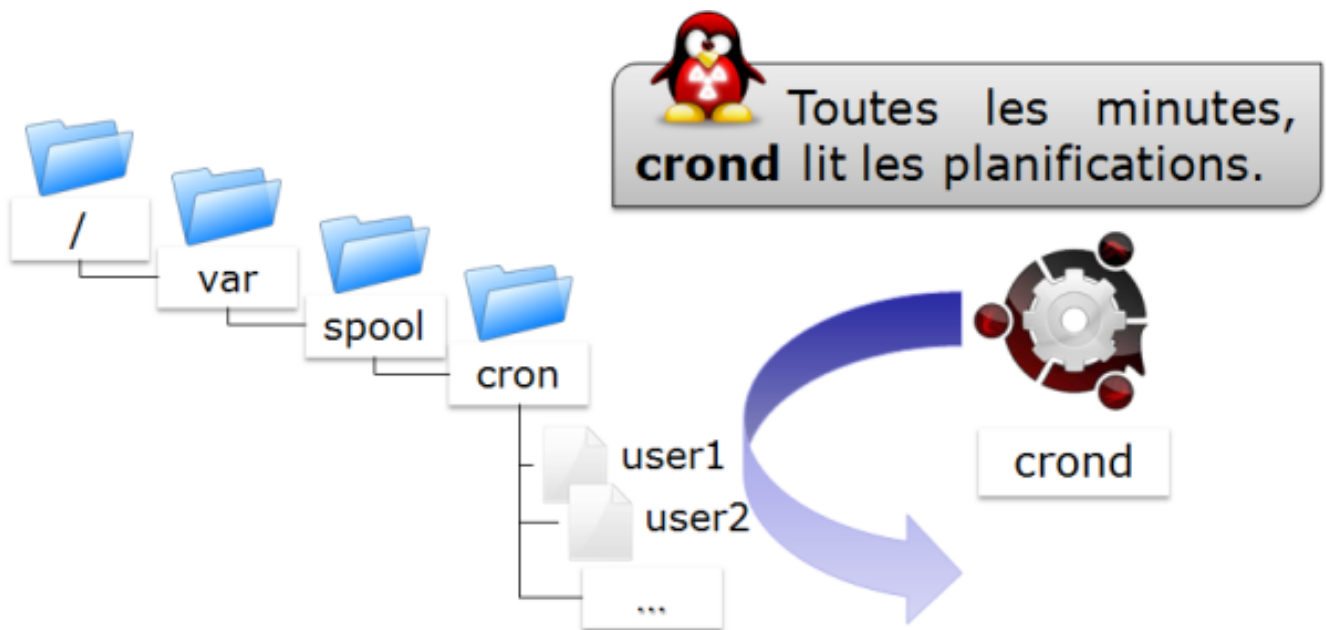 Toutes les minutes,
crond lit les planifications.
/
var
spool
cron
user1
user2
...
crond